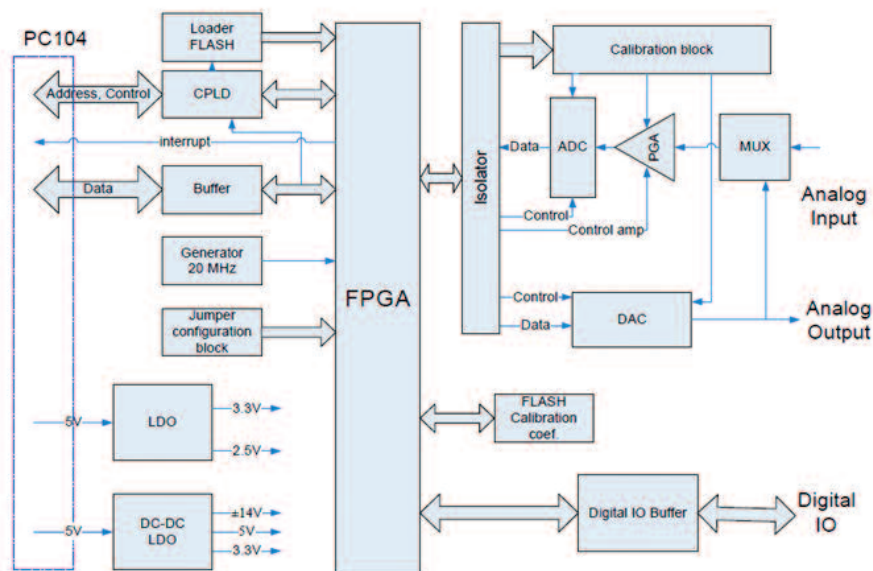 PC104
Loader
FLASH
Address, Control
CPLD
interrupt
Data
Buffer
Generator
20 MHz
Jumper
configuration
block
5V
LDO
3.3V
2.5V
5V
DC-DC
LDO
±14V
5V
3.3V
FPGA
Isolator
Calibration block
Data
ADC
PGA
MUX
Control
Control amp
Analog
Input
Control
Data
DAC
Analog
Output
FLASH
Calibration
coef.
Digital IO Buffer
Digital
IO